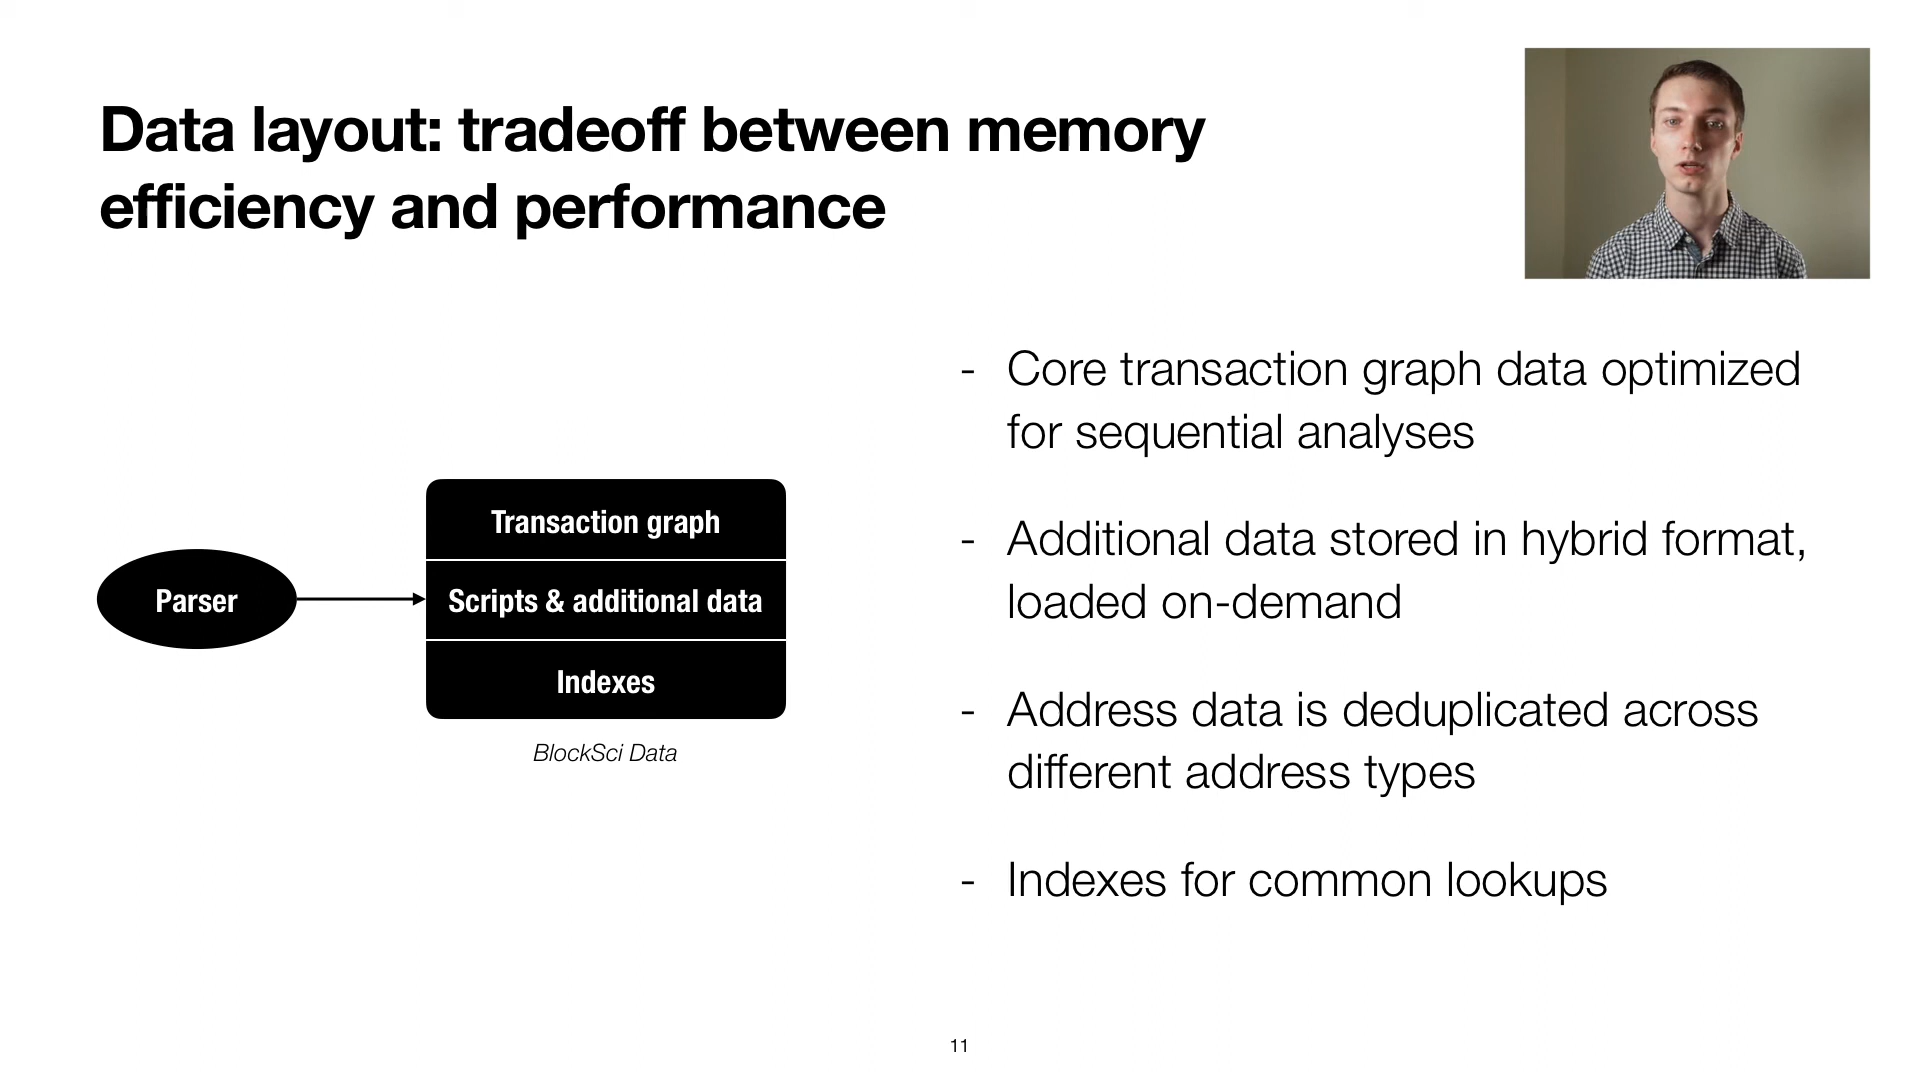 Data layout: tradeoff between memory
efficiency and performance
Parser
Transaction graph
Scripts & additional data
Indexes
BlockSci Data
- Core transaction graph data optimized
for sequential analyses
- Additional data stored in hybrid format,
loaded on-demand
- Address data is deduplicated across
different address types
- Indexes for common lookups
11